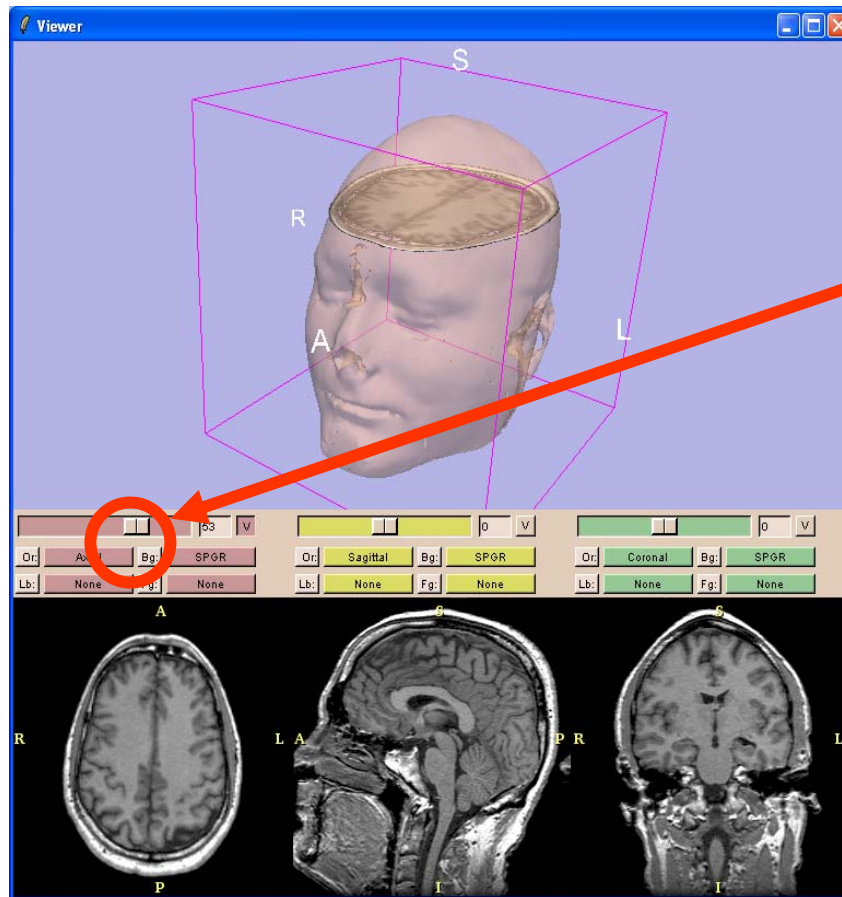 Viewer
S
R
A
L
I
53 V 0 V 0 V
Or: Bg: SPGR Or: Sagittal Bg: SPGR Or: Coronal Bg: SPGR
Lb: None Fg: None Lb: None Fg: None Lb: None Fg: None
A S S
R L A P R L
P I I